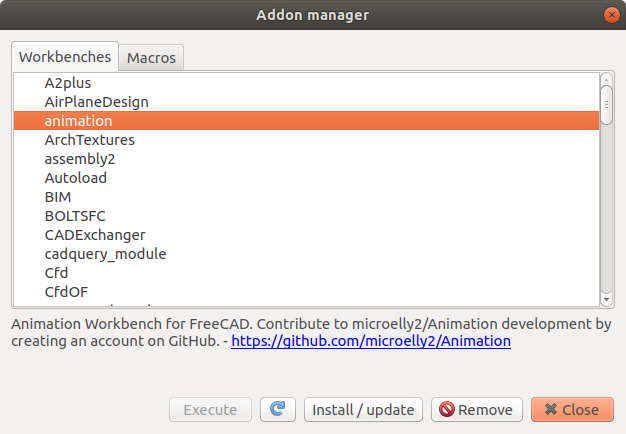 Addon manager
Workbenches Macros
A2plus
AirPlaneDesign
animation
ArchTextures
assembly2
Autoload
BIM
BOLTSFC
CADExchanger
cadquery_module
Cfd
CfdOF
Animation Workbench for FreeCAD. Contribute to microelly2/Animation development by
creating an account on GitHub. - https://github.com/microelly2/Animation
Execute Install / update Remove Close